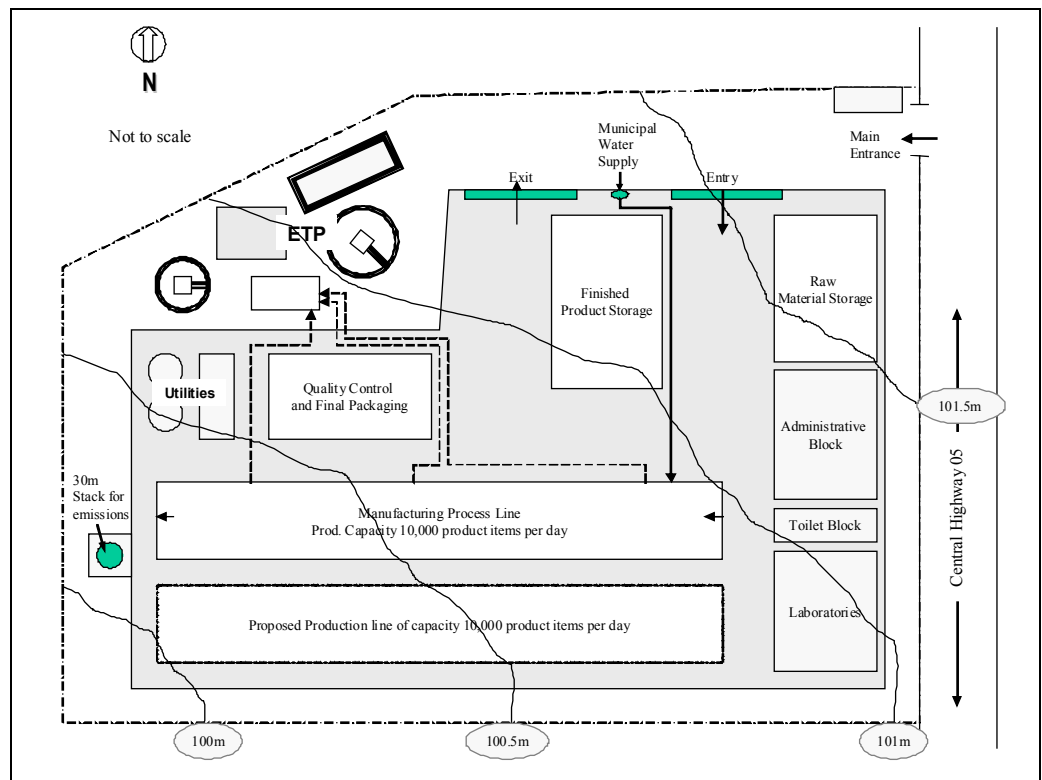 N
Not to scale
Municipal
Water
Supply
Main
Entrance
Exit
Entry
ETP
Finished
Product Storage
Raw
Material Storage
Utilities
Quality Control
and Final Packaging
Administrative
Block
101.5m
30m
Stack for
emissions
Manufacturing Process Line
Prod. Capacity 10,000 product items per day
Toilet Block
Central Highway 05
Proposed Production line of capacity 10,000 product items per day
Laboratories
100m
100.5m
101m